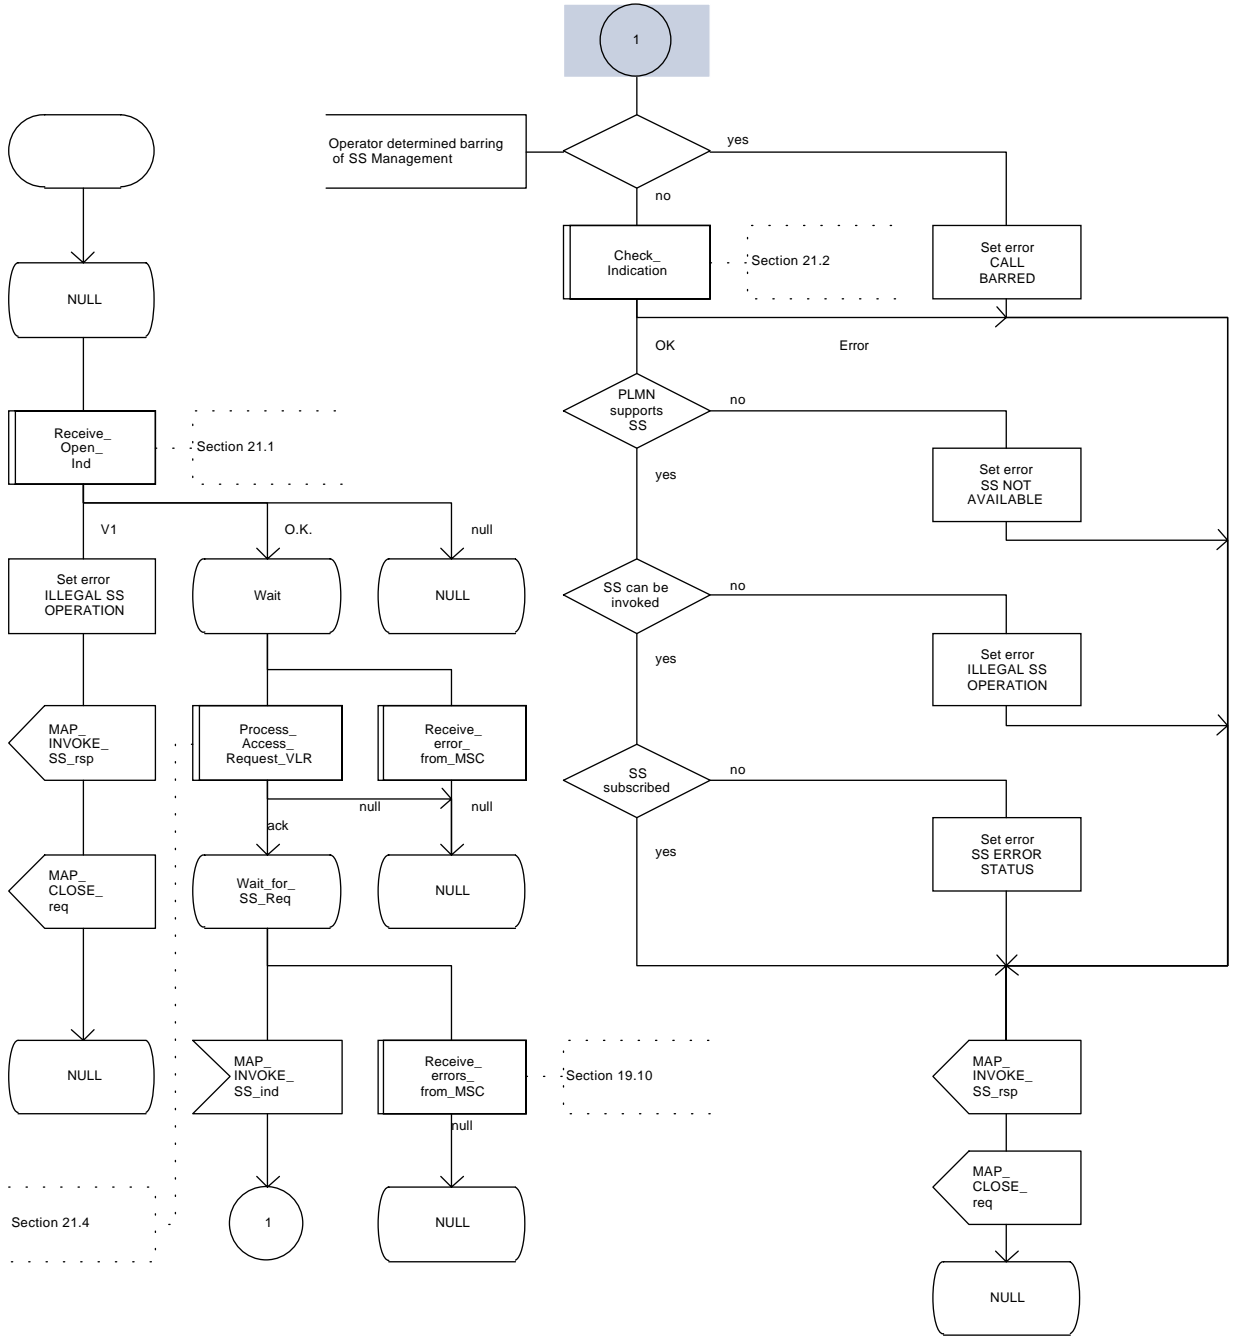 1
Operator determined barring
of SS Management
yes
no
Check_
Indication
Section 21.2
Set error
CALL
BARRED
NULL
OK
Error
PLMN
supports
SS
no
Receive_
Open_
Ind
Section 21.1
yes
Set error
SS NOT
AVAILABLE
V1
O.K.
null
Set error
ILLEGAL SS
OPERATION
Wait
NULL
SS can be
invoked
no
yes
Set error
ILLEGAL SS
OPERATION
MAP_
INVOKE_
SS_rsp
Process_
Access_
Request_VLR
Receive_
error_
from_MSC
SS
subscribed
no
null
null
ack
yes
Set error
SS ERROR
STATUS
MAP_
CLOSE_
req
Wait_for_
SS_Req
NULL
NULL
MAP_
INVOKE_
SS_ind
Receive_
errors_
from_MSC
Section 19.10
MAP_
INVOKE_
SS_rsp
null
Section 21.4
1
NULL
MAP_
CLOSE_
req
NULL